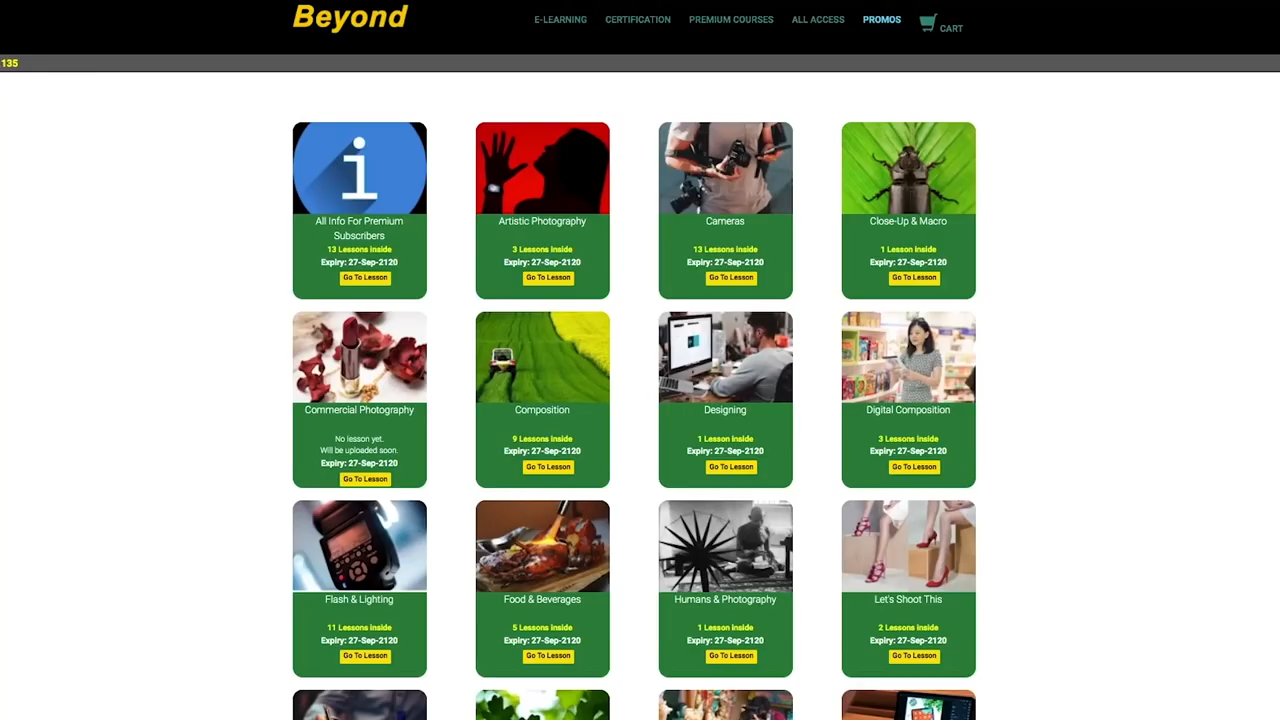 Beyond
E-LEARNING CERTIFICATION PREMIUM COURSES ALL ACCESS PROMOS CART
135
All Info For Premium
Subscribers
13 Lessons Inside
Expiry: 27-Sep-2120
Go To Lesson
Artistic Photography
3 Lessons Inside
Expiry: 27-Sep-2120
Go To Lesson
Cameras
13 Lessons Inside
Expiry: 27-Sep-2120
Go To Lesson
Close-Up & Macro
1 Lesson Inside
Expiry: 27-Sep-2120
Go To Lesson
Commercial Photography
No lesson yet.
Will be uploaded soon.
Expiry: 27-Sep-2120
Go To Lesson
Composition
9 Lessons Inside
Expiry: 27-Sep-2120
Go To Lesson
Designing
1 Lesson Inside
Expiry: 27-Sep-2120
Go To Lesson
Digital Composition
3 Lessons Inside
Expiry: 27-Sep-2120
Go To Lesson
Flash & Lighting
11 Lessons Inside
Expiry: 27-Sep-2120
Go To Lesson
Food & Beverages
5 Lessons Inside
Expiry: 27-Sep-2120
Go To Lesson
Humans & Photography
1 Lesson Inside
Expiry: 27-Sep-2120
Go To Lesson
Let's Shoot This
2 Lessons Inside
Expiry: 27-Sep-2120
Go To Lesson